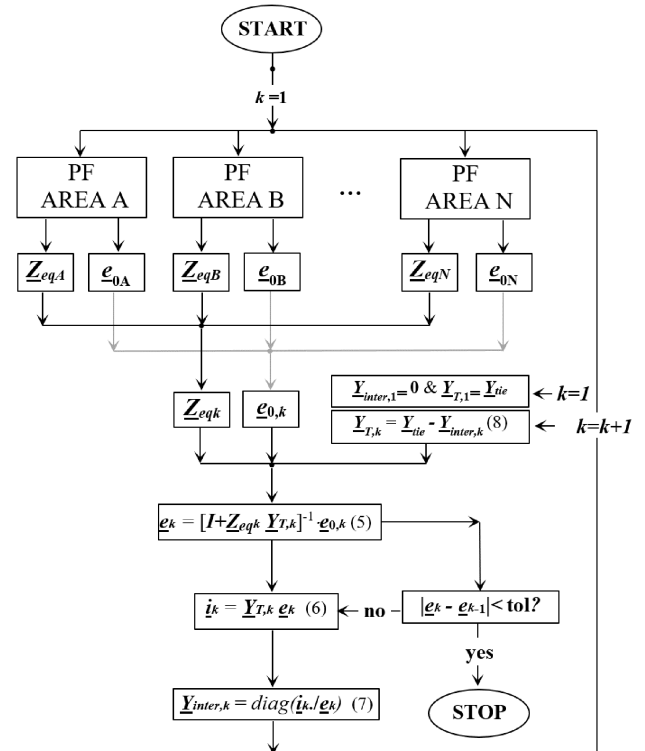 START
k =1
PF
AREA A
PF
AREA B
...
PF
AREA N
Z_eqA
e_0A
Z_eqB
e_0B
Z_eqN
e_0N
Z_eqk
e_0,k
Y_inter,1= 0 & Y_T,1= Y_tie
k=1
Y_T,k = Y_tie - Y_inter,k (8)
k=k+1
e_k = [I+Z_eqk Y_T,k]^-1 ·e_0,k (5)
i_k = Y_T,k e_k (6)
no
|e_k - e_k-1|< tol?
yes
Y_inter,k = diag(i_k./e_k) (7)
STOP